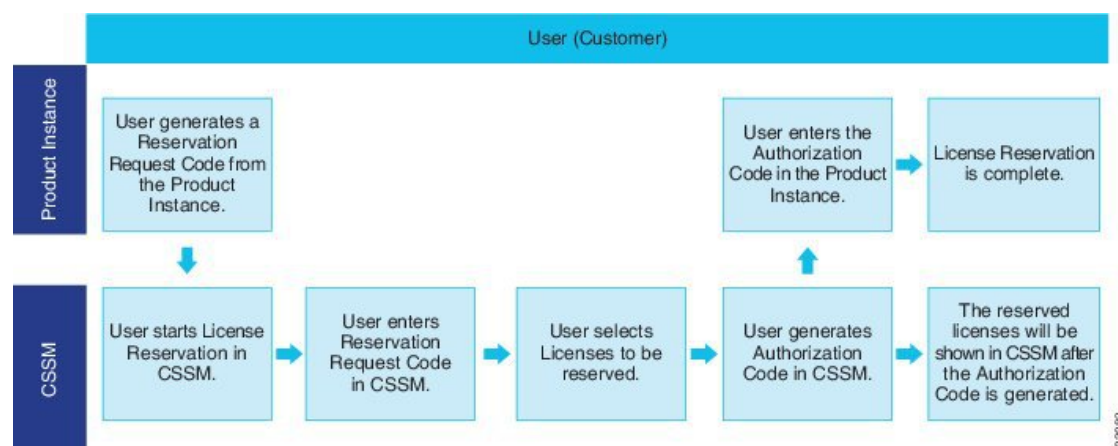 User (Customer)
Product Instance
User generates a
Reservation
Request Code from
the Product
Instance.
User enters the
Authorization
Code in the Product
Instance.
License Reservation
is complete.
CSSM
User starts License
Reservation in
CSSM.
User enters
Reservation
Request Code
in CSSM.
User selects
Licenses to be
reserved.
User generates
Authorization
Code in CSSM.
The reserved
licenses will be
shown in CSSM after
the Authorization
Code is generated.